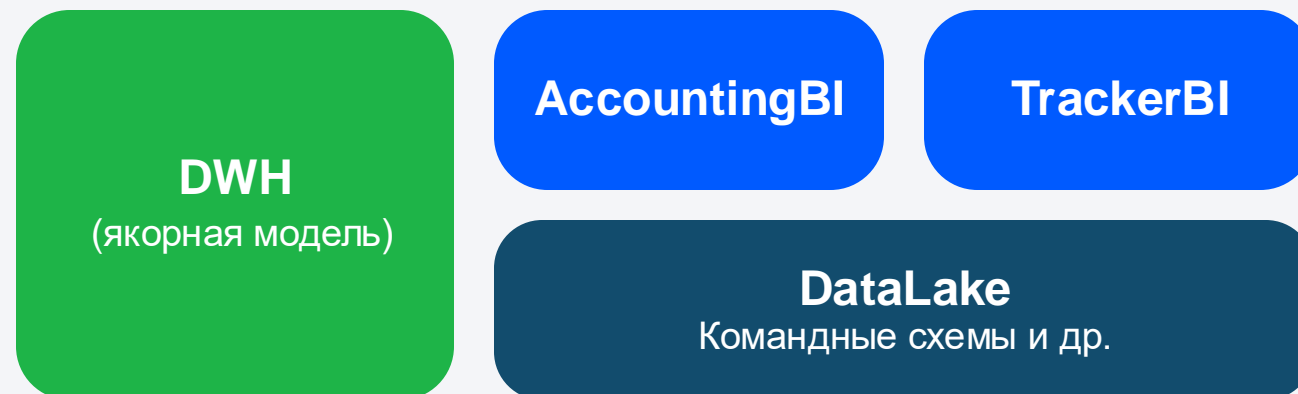 DWH
(якорная модель)
AccountingBI
TrackerBI
DataLake
Командные схемы и др.